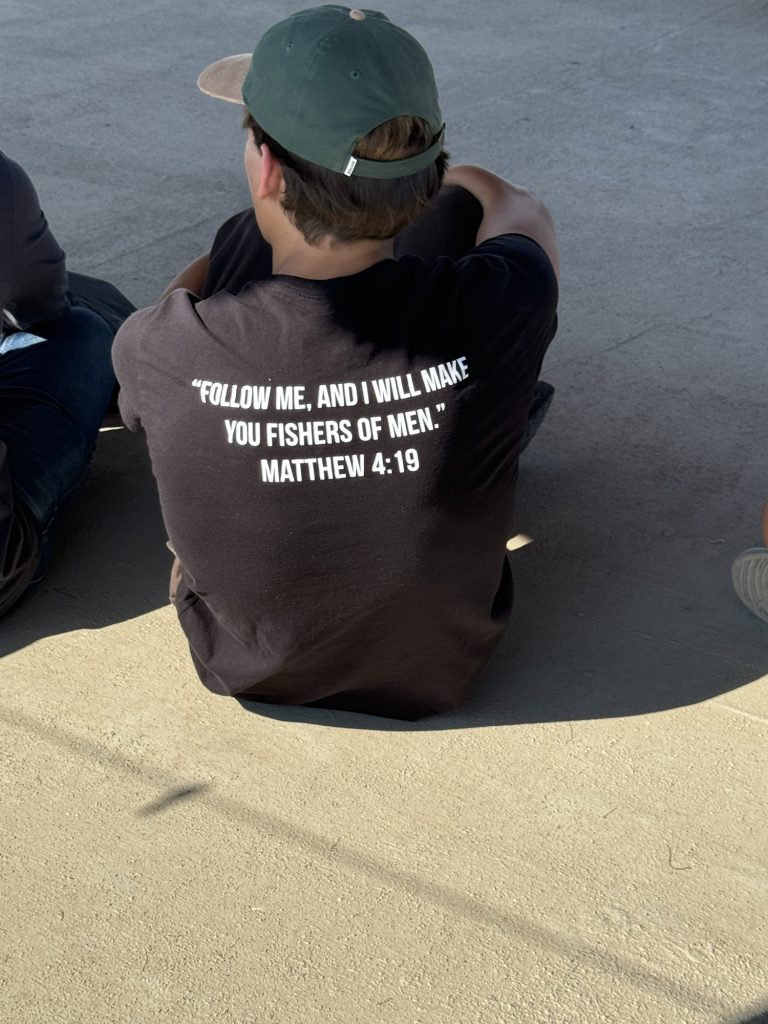 “FOLLOW ME, AND I WILL MAKE
YOU FISHERS OF MEN.”
MATTHEW 4:19